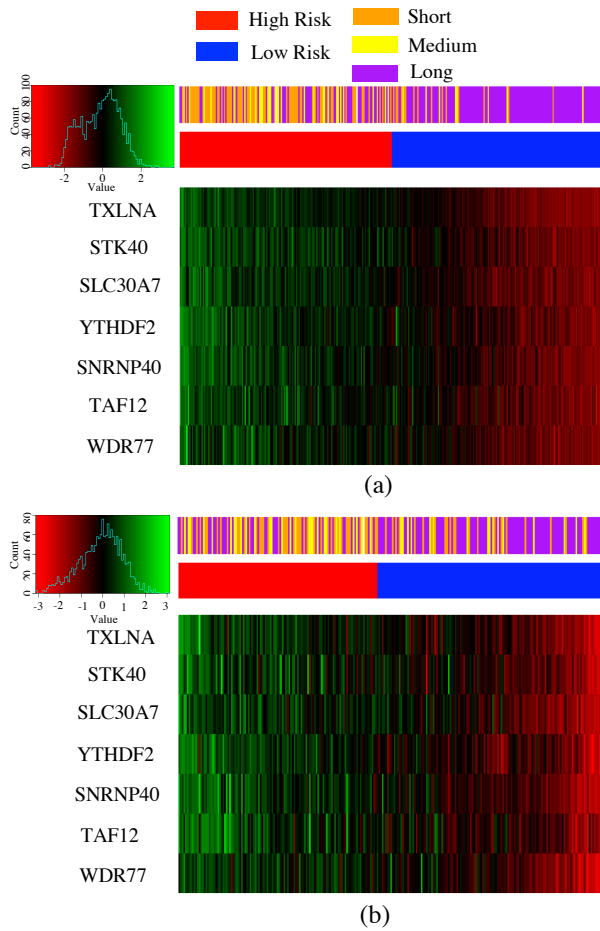 High Risk
Low Risk
Short
Medium
Long
Count
0 20 40 60 80 100
-2 0 2
Value
TXLNA
STK40
SLC30A7
YTHDF2
SNRNP40
TAF12
WDR77
(a)
Count
0 20 40 60 80
-3 -2 -1 0 1 2 3
Value
TXLNA
STK40
SLC30A7
YTHDF2
SNRNP40
TAF12
WDR77
(b)